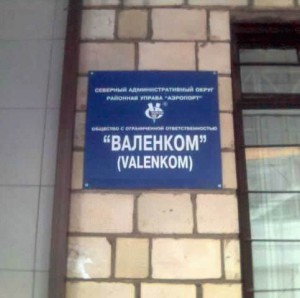 СЕВЕРНЫЙ АДМИНИСТРАТИВНЫЙ ОКРУГ
РАЙОННАЯ УПРАВА "АЭРОПОРТ"
ОБЩЕСТВО С ОГРАНИЧЕННОЙ ОТВЕТСТВЕННОСТЬЮ
"ВАЛЕНКОМ"
(VALENKOM)